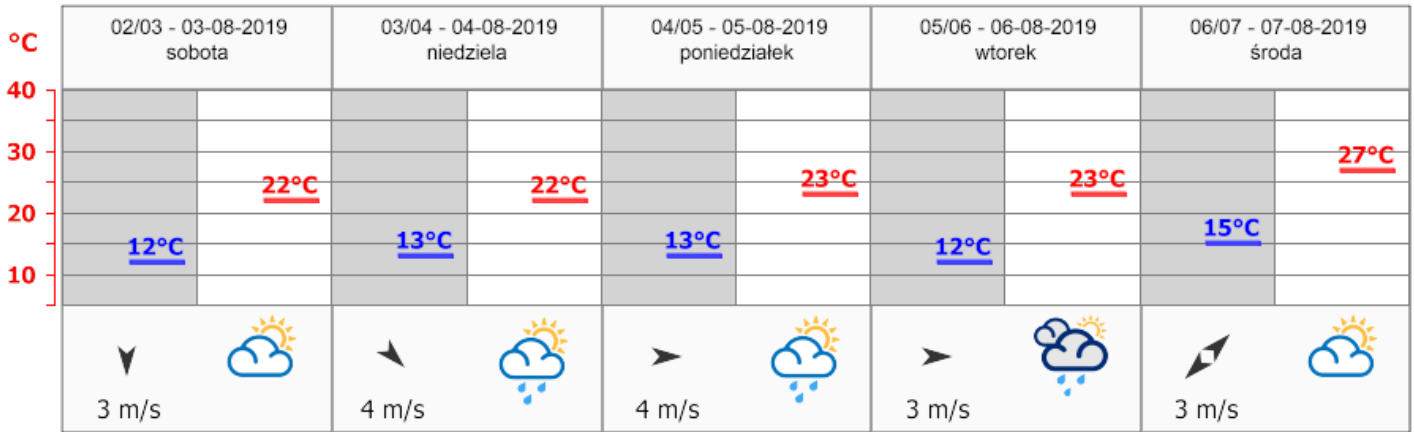 °C
02/03 - 03-08-2019
sobota
03/04 - 04-08-2019
niedziela
04/05 - 05-08-2019
poniedziałek
05/06 - 06-08-2019
wtorek
06/07 - 07-08-2019
środa
40
30
20
10
12°C
22°C
13°C
22°C
13°C
23°C
12°C
23°C
15°C
27°C
3 m/s
4 m/s
4 m/s
3 m/s
3 m/s